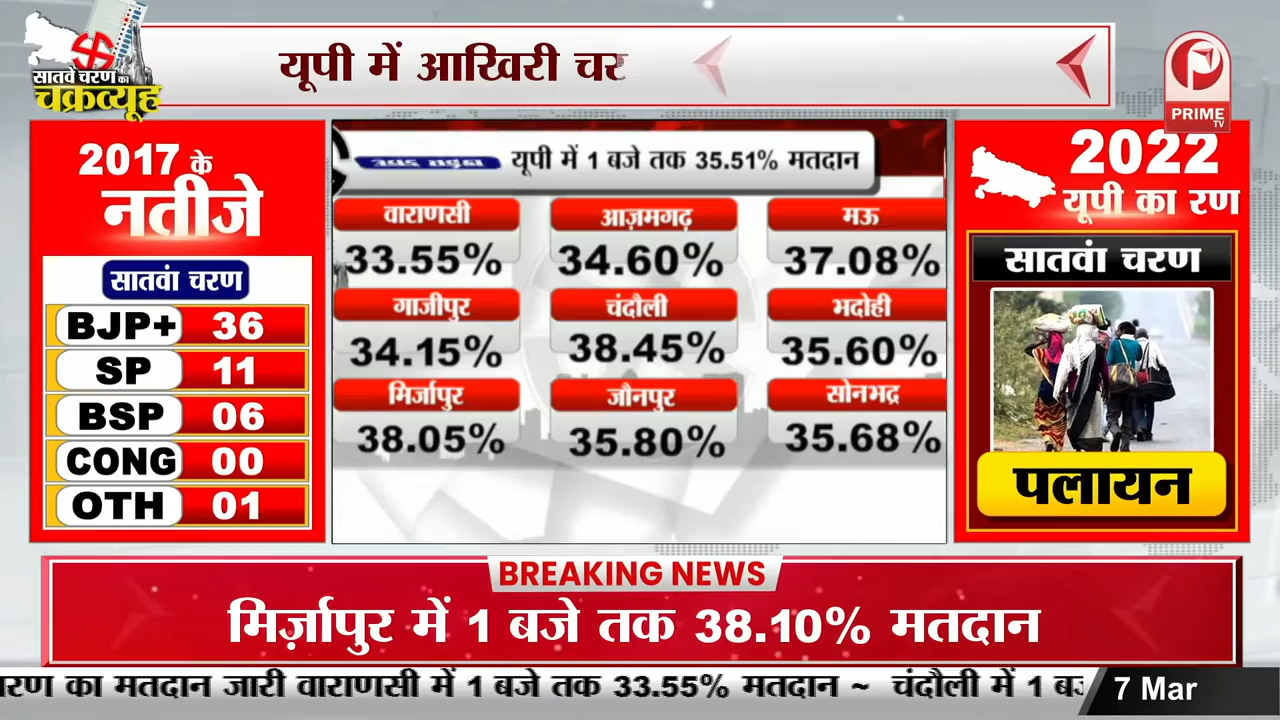 सातवें चरण का
चक्रव्यूह
यूपी में आखिरी चर
PRIME
TV
2017 के
नतीजे
सातवां चरण
BJP+ 36
SP 11
BSP 06
CONG 00
OTH 01
यूपी में 1 बजे तक 35.51% मतदान
वाराणसी आज़मगढ़ मऊ
33.55% 34.60% 37.08%
गाजीपुर चंदौली भदोही
34.15% 38.45% 35.60%
मिर्जापुर जौनपुर सोनभद्र
38.05% 35.80% 35.68%
2022
यूपी का रण
सातवां चरण
पलायन
BREAKING NEWS
मिर्ज़ापुर में 1 बजे तक 38.10% मतदान
रण का मतदान जारी वाराणसी में 1 बजे तक 33.55% मतदान ~ चंदौली में 1 बज
7 Mar